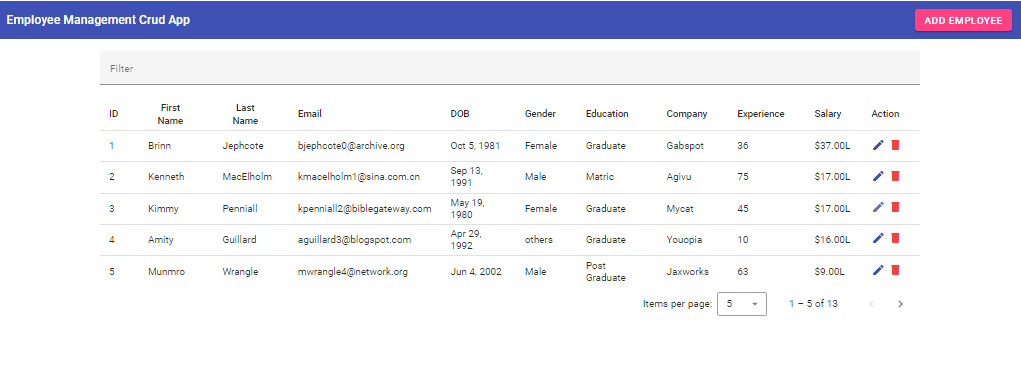 Employee Management Crud App ADD EMPLOYEE
Filter
ID First Name Last Name Email DOB Gender Education Company Experience Salary Action
1 Brinn Jephcote bjephcote0@archive.org Oct 5, 1981 Female Graduate Gabspot 36 $37.00L
2 Kenneth MacElholm kmacelholm1@sina.com.cn Sep 13, 1991 Male Matric Agivu 75 $17.00L
3 Kimmy Penniall kpenniall2@biblegateway.com May 19, 1980 Female Graduate Mycat 45 $17.00L
4 Amity Guillard aguillard3@blogspot.com Apr 29, 1992 others Graduate Youopia 10 $16.00L
5 Munmro Wrangle mwrangle4@network.org Jun 4, 2002 Male Post Graduate Jaxworks 63 $9.00L
Items per page: 5 1 – 5 of 13